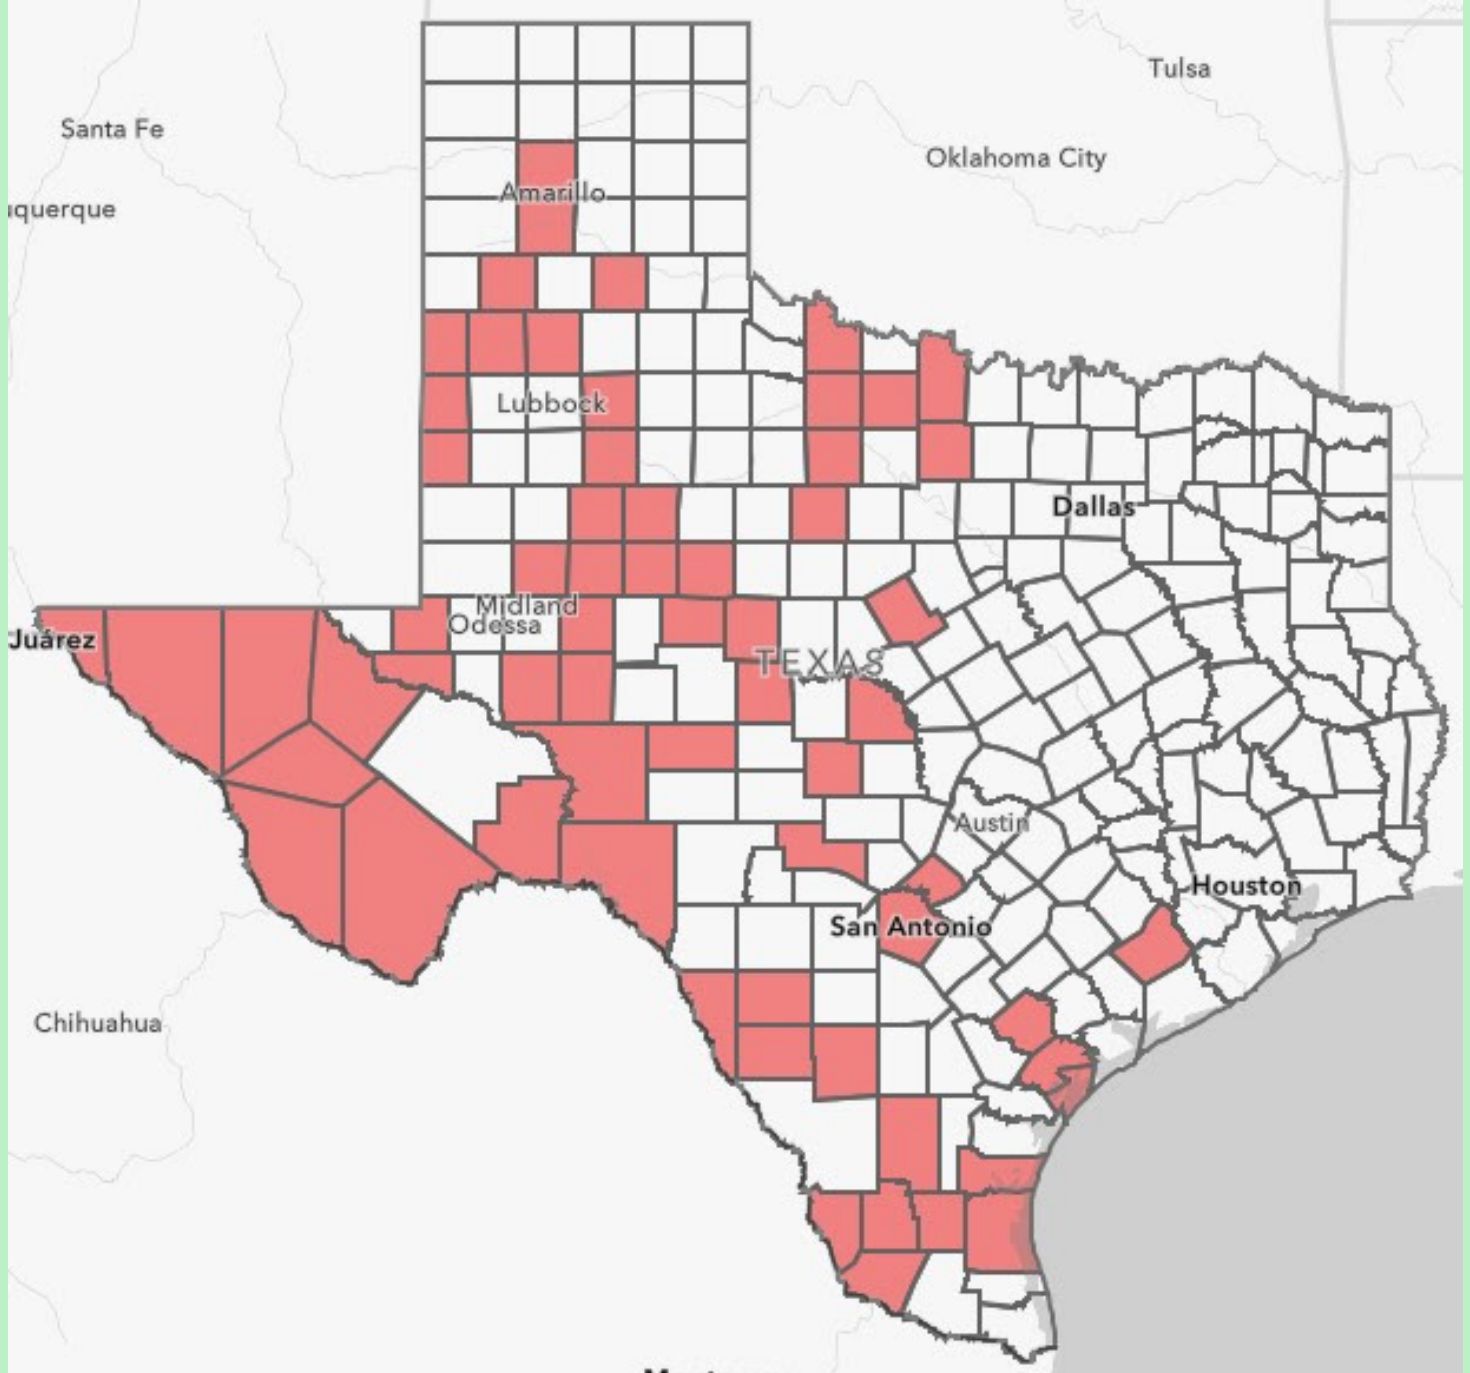 Tulsa
Santa Fe
Oklahoma City
Amarillo
uquerque
Lubbock
Dallas
Midland
Odessa
Juárez
TEXAS
Austin
Houston
San Antonio
Chihuahua